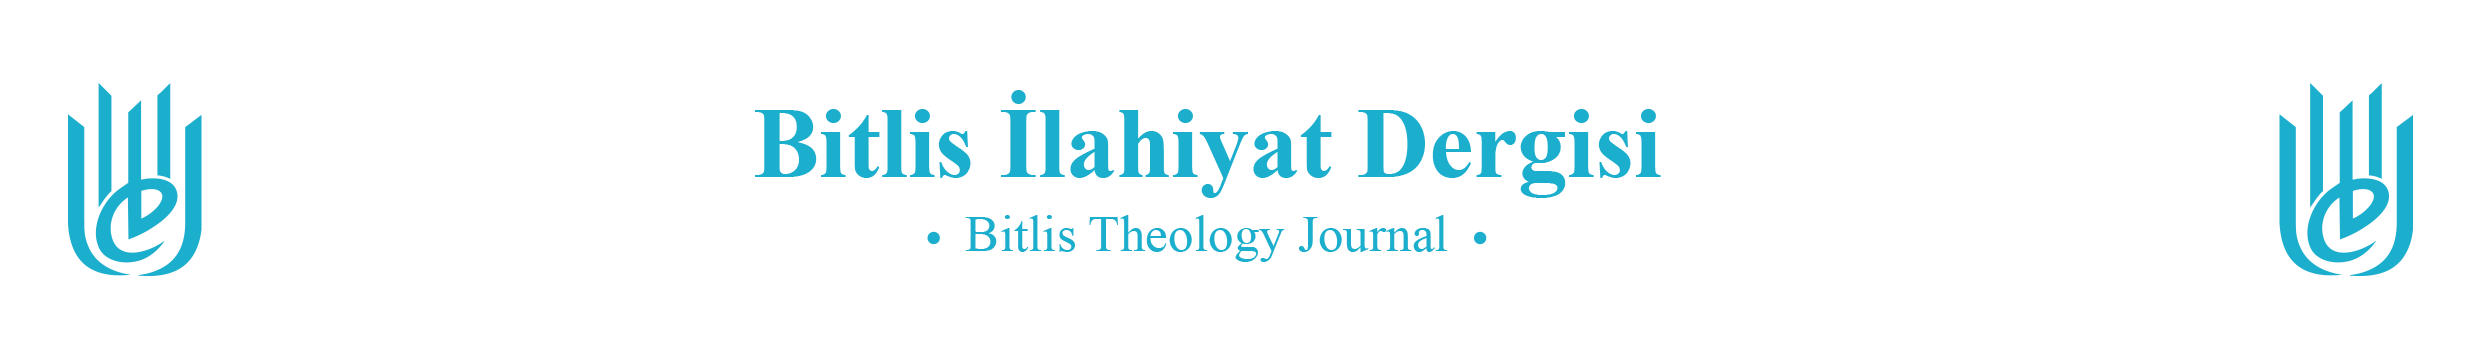 Bitlis İlahiyat Dergisi
• Bitlis Theology Journal •